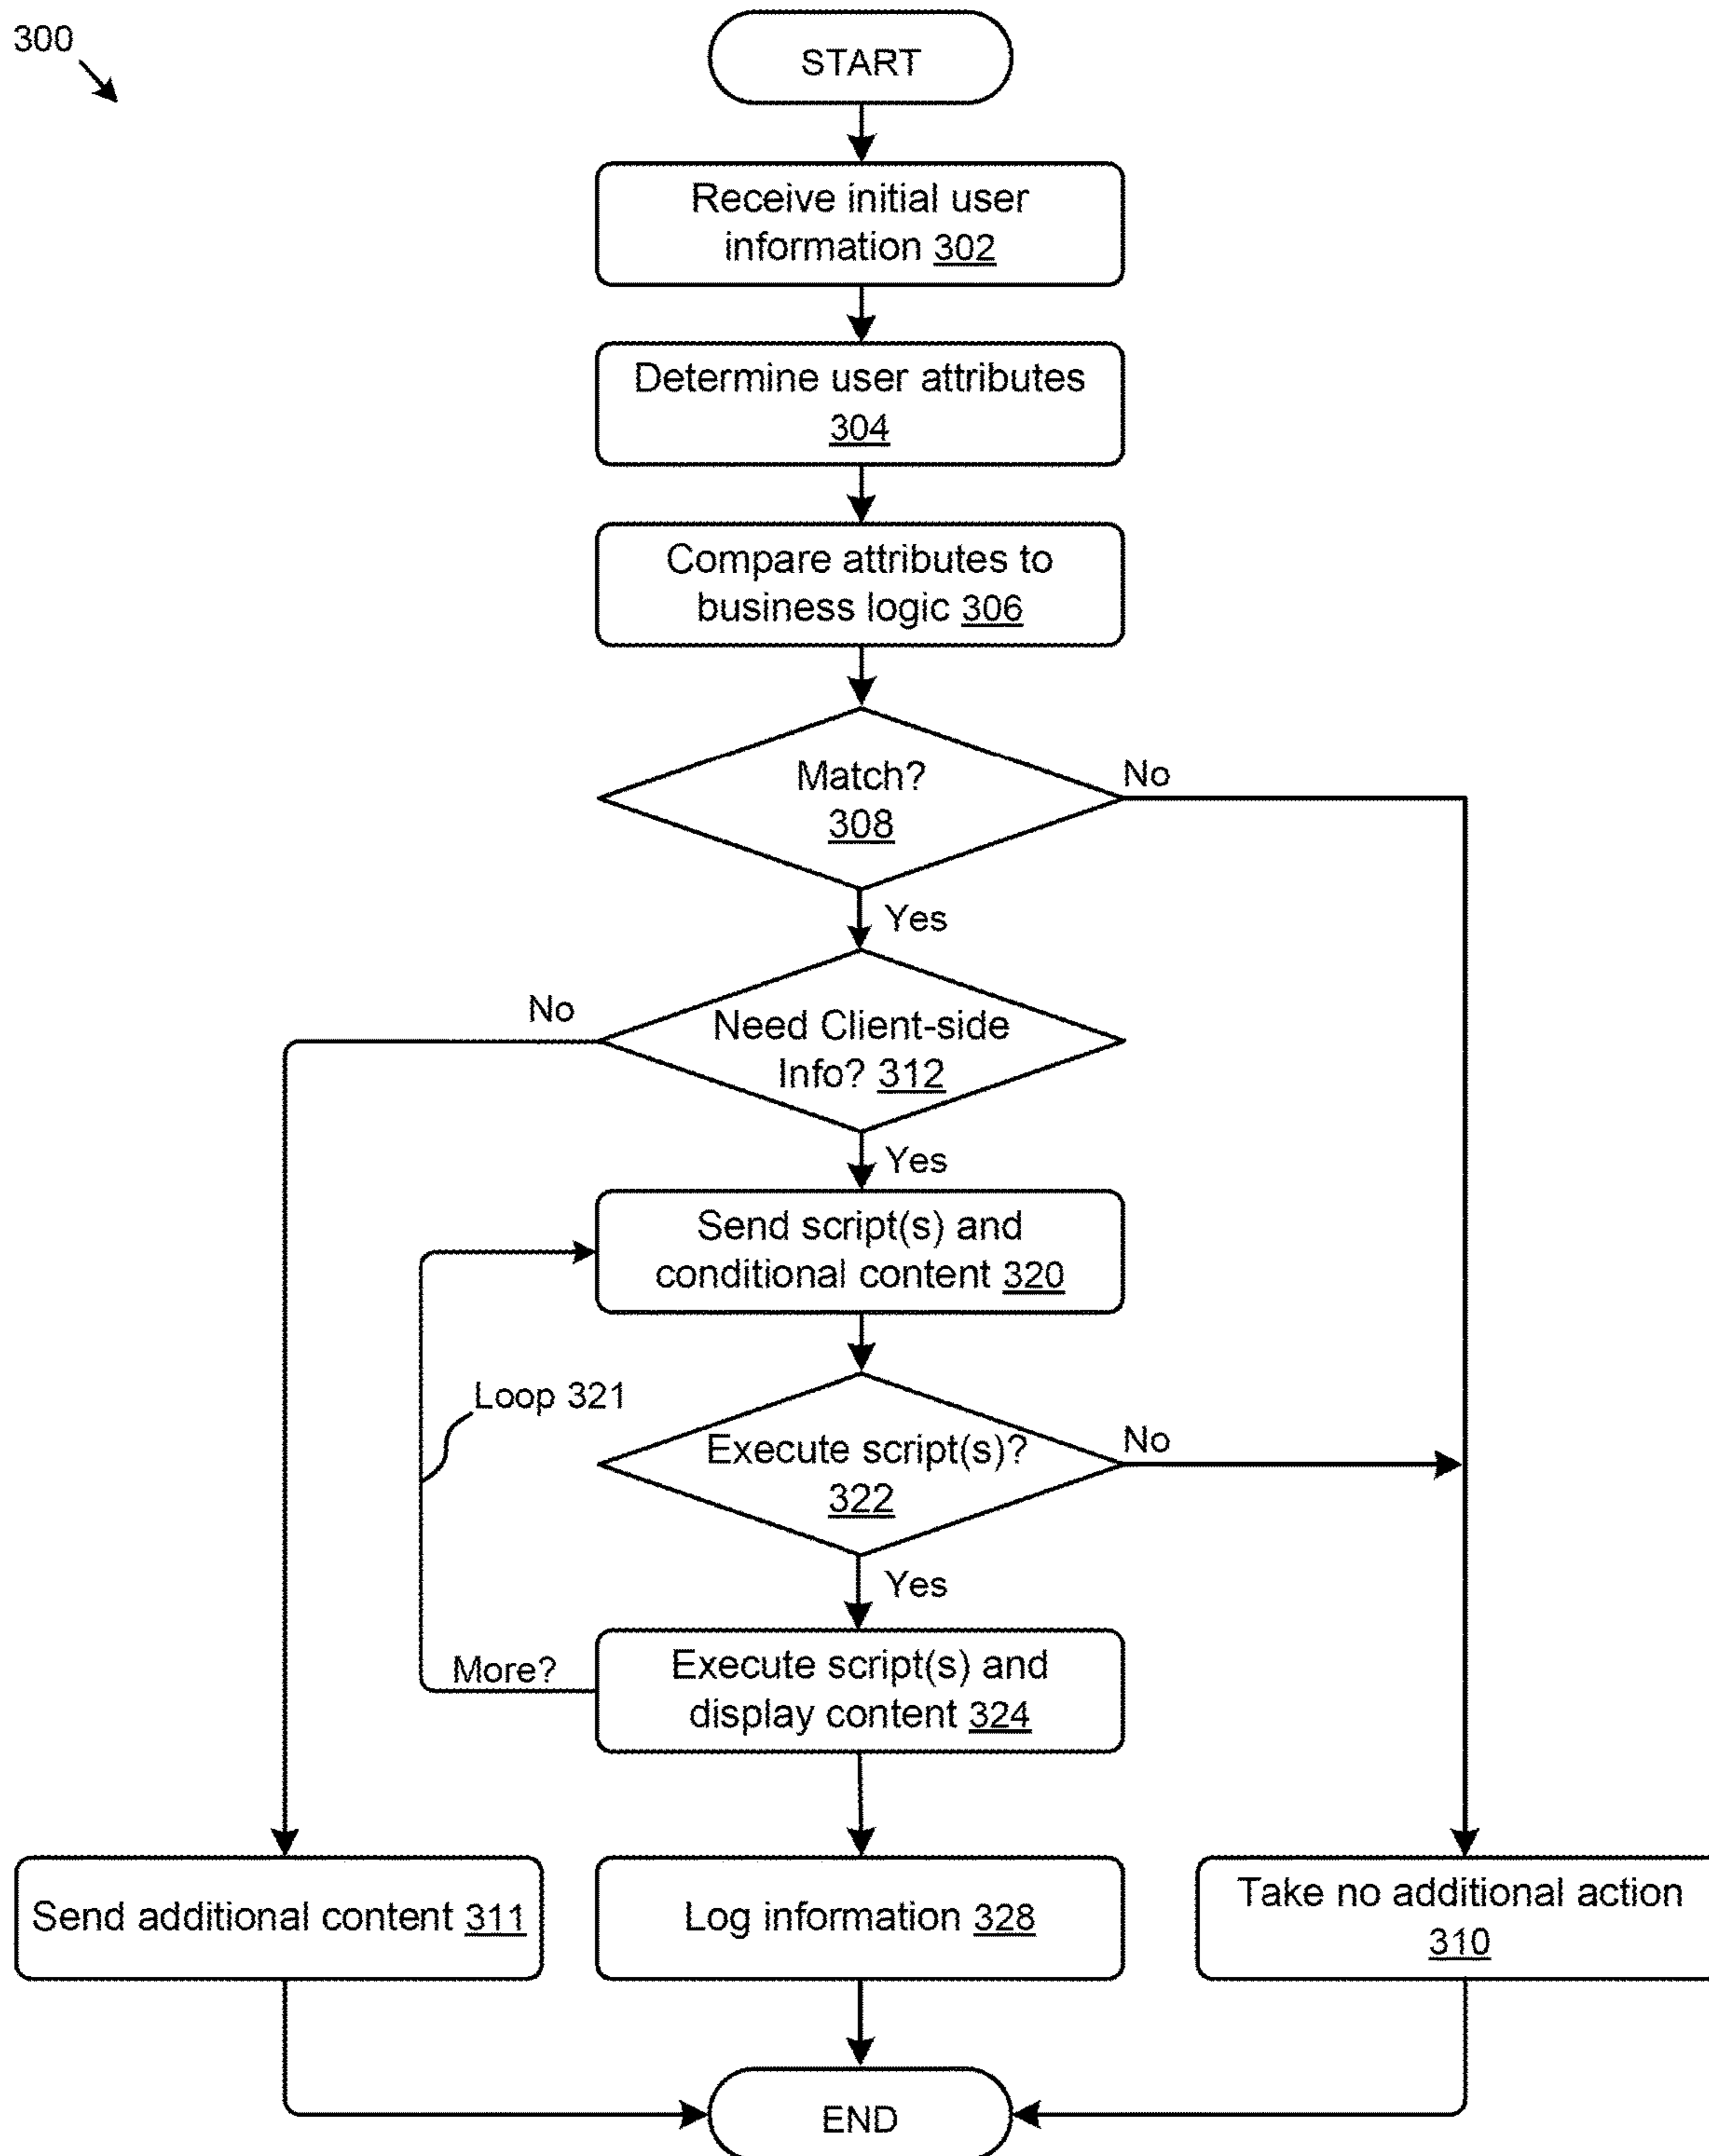 300
START
Receive initial user
information 302
Determine user attributes
304
Compare attributes to
business logic 306
Match?
308
No
Yes
No
Need Client-side
Info? 312
Yes
Send script(s) and
conditional content 320
Loop 321
Execute script(s)?
322
No
Yes
More?
Execute script(s) and
display content 324
Send additional content 311
Log information 328
Take no additional action
310
END